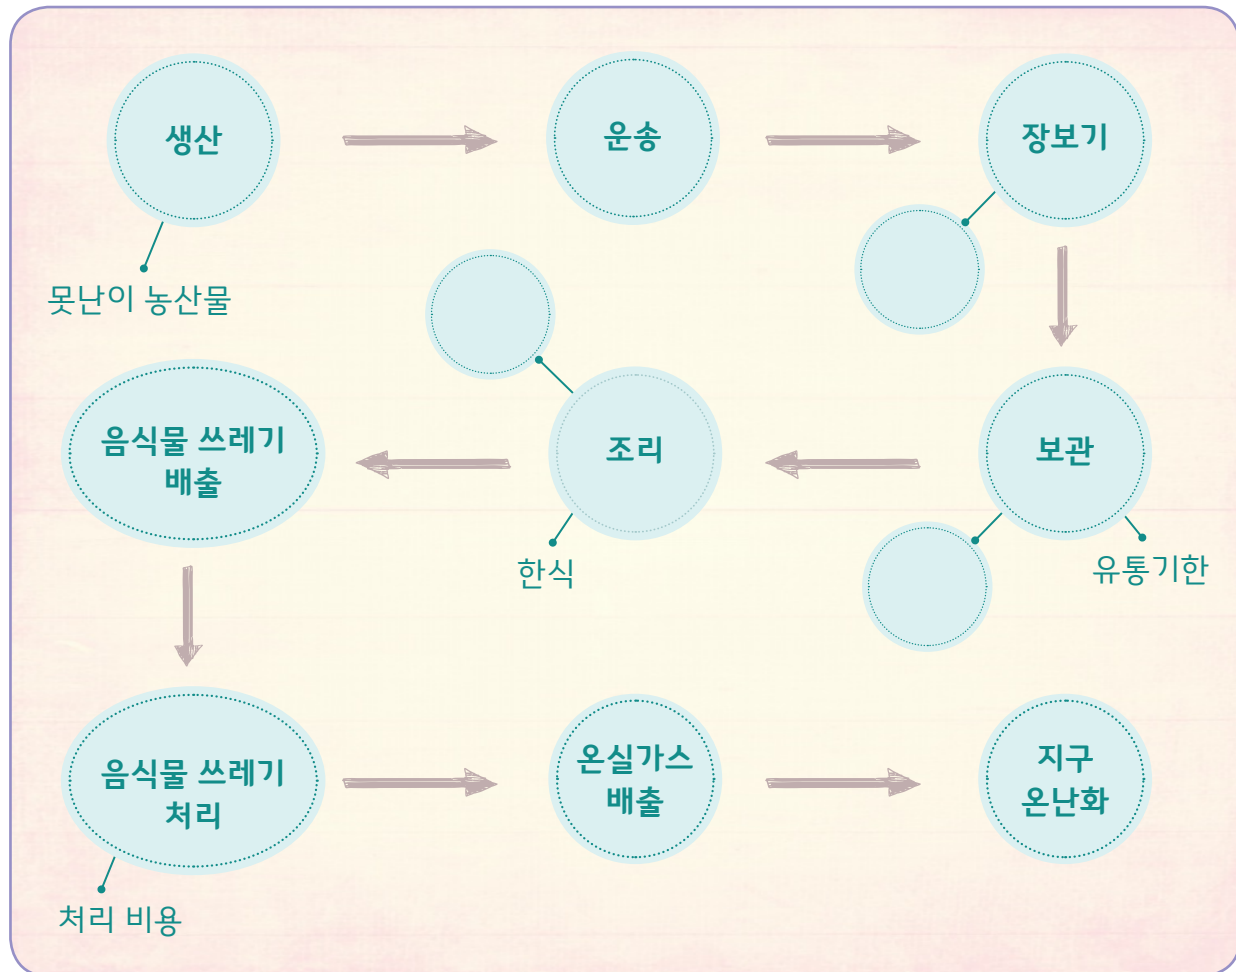 생산
운송
장보기
못난이 농산물
음식물 쓰레기
배출
조리
보관
한식
유통기한
음식물 쓰레기
처리
온실가스
배출
지구
온난화
처리 비용